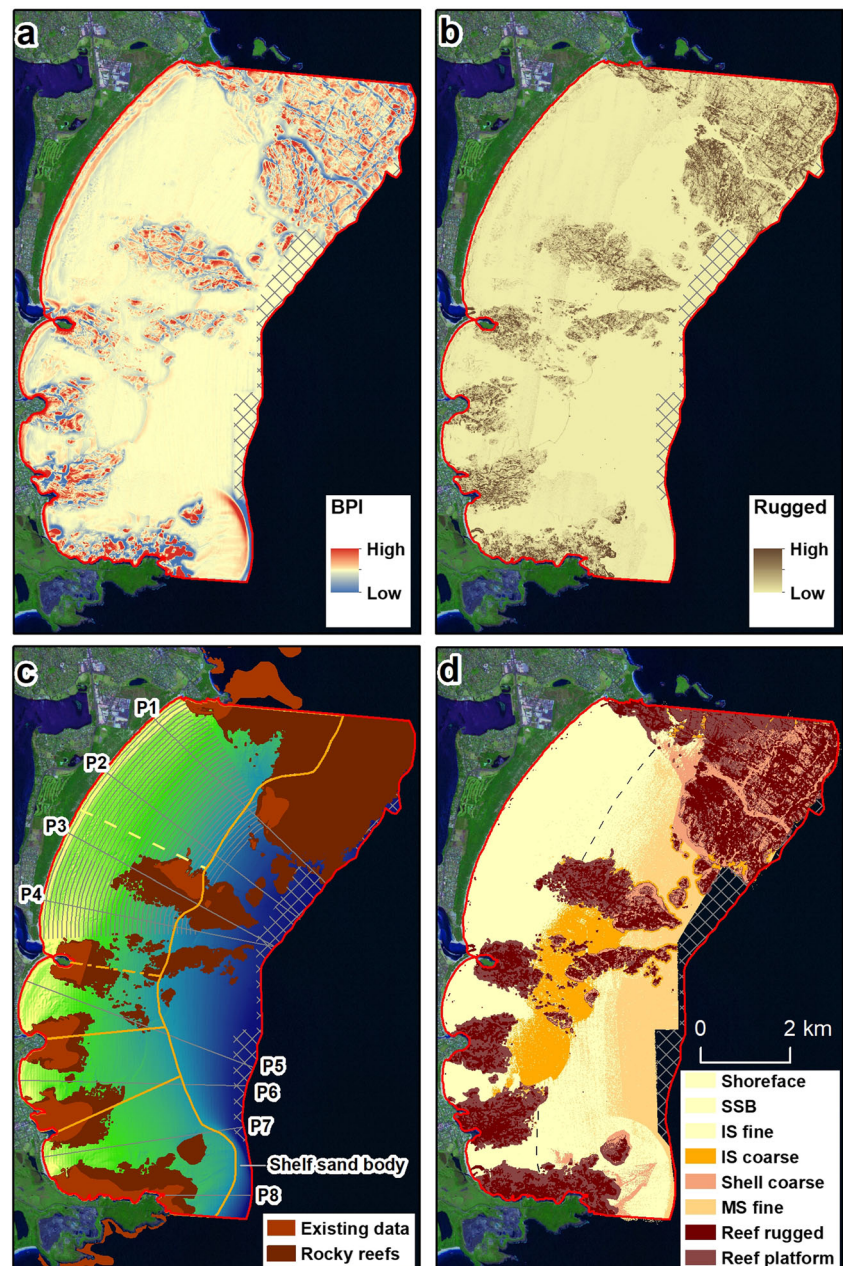 a
BPI
High
Low
b
Rugged
High
Low
c
P1
P2
P3
P4
P5
P6
P7
Shelf sand body
P8
Existing data
Rocky reefs
d
0 2 km
Shoreface
SSB
IS fine
IS coarse
Shell coarse
MS fine
Reef rugged
Reef platform